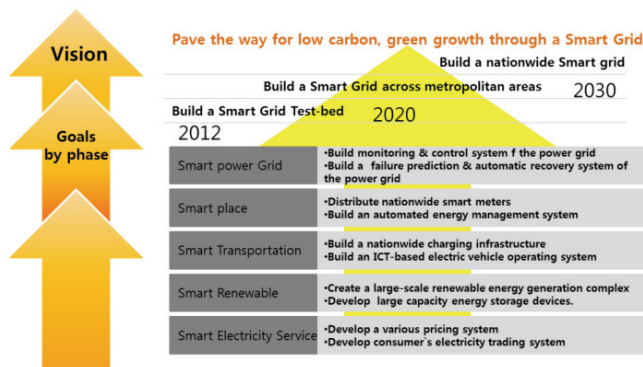 Vision
Pave the way for low carbon, green growth through a Smart Grid
Build a nationwide Smart grid
2030
Build a Smart Grid across metropolitan areas
2020
Build a Smart Grid Test-bed
2012
Goals
by phase
Smart power Grid
•Build monitoring & control system f the power grid
•Build a failure prediction & automatic recovery system of
the power grid
Smart place
•Distribute nationwide smart meters
•Build an automated energy management system
Smart Transportation
•Build a nationwide charging infrastructure
•Build an ICT-based electric vehicle operating system
Smart Renewable
•Create a large-scale renewable energy generation complex
•Develop large capacity energy storage devices.
Smart Electricity Service
•Develop a various pricing system
•Develop consumer`s electricity trading system